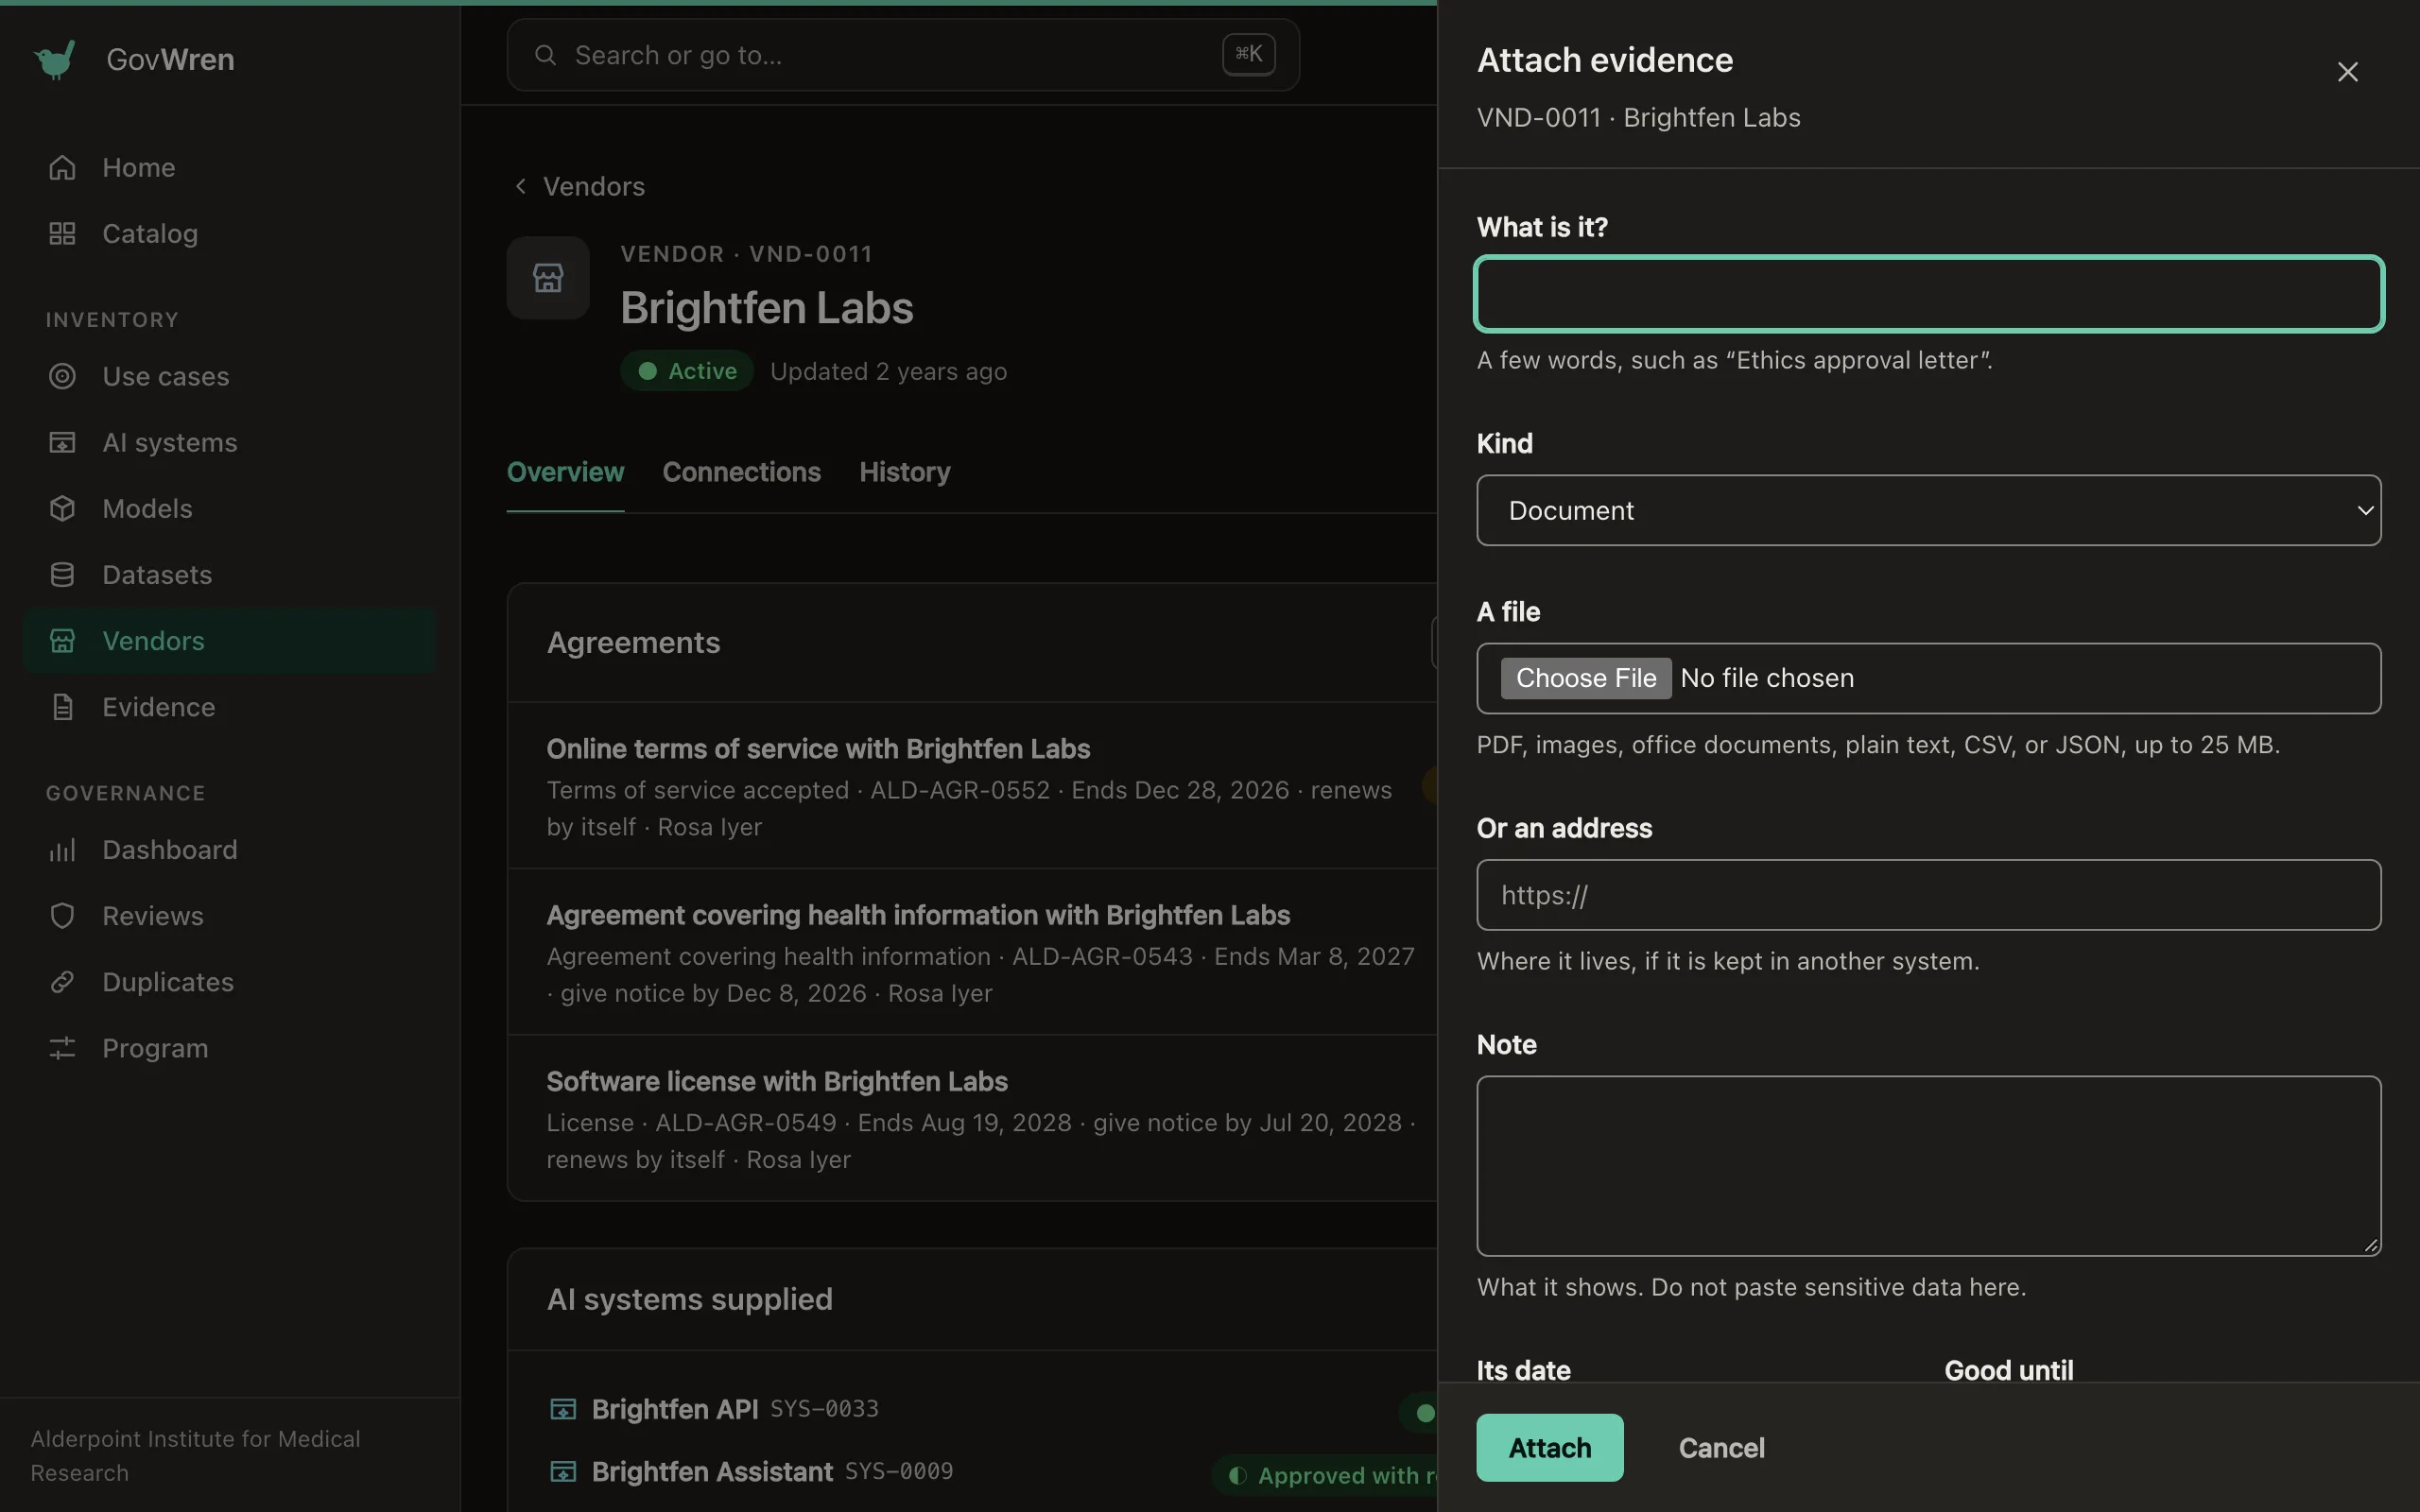 GovWren
Home
Catalog
INVENTORY
Use cases
AI systems
Models
Datasets
Vendors
Evidence
GOVERNANCE
Dashboard
Reviews
Duplicates
Program
Alderpoint Institute for Medical
Research
Search or go to...
⌘K
Vendors
VENDOR · VND-0011
Brightfen Labs
Active
Updated 2 years ago
Overview
Connections
History
Agreements
Online terms of service with Brightfen Labs
Terms of service accepted · ALD-AGR-0552 · Ends Dec 28, 2026 · renews
by itself · Rosa Iyer
Agreement covering health information with Brightfen Labs
Agreement covering health information · ALD-AGR-0543 · Ends Mar 8, 2027
· give notice by Dec 8, 2026 · Rosa Iyer
Software license with Brightfen Labs
License · ALD-AGR-0549 · Ends Aug 19, 2028 · give notice by Jul 20, 2028 ·
renews by itself · Rosa Iyer
AI systems supplied
Brightfen API SYS-0033
Brightfen Assistant SYS-0009
Approved with
Attach evidence
VND-0011 · Brightfen Labs
What is it?
A few words, such as “Ethics approval letter”.
Kind
Document
A file
Choose File No file chosen
PDF, images, office documents, plain text, CSV, or JSON, up to 25 MB.
Or an address
https://
Where it lives, if it is kept in another system.
Note
What it shows. Do not paste sensitive data here.
Its date
Good until
Attach
Cancel